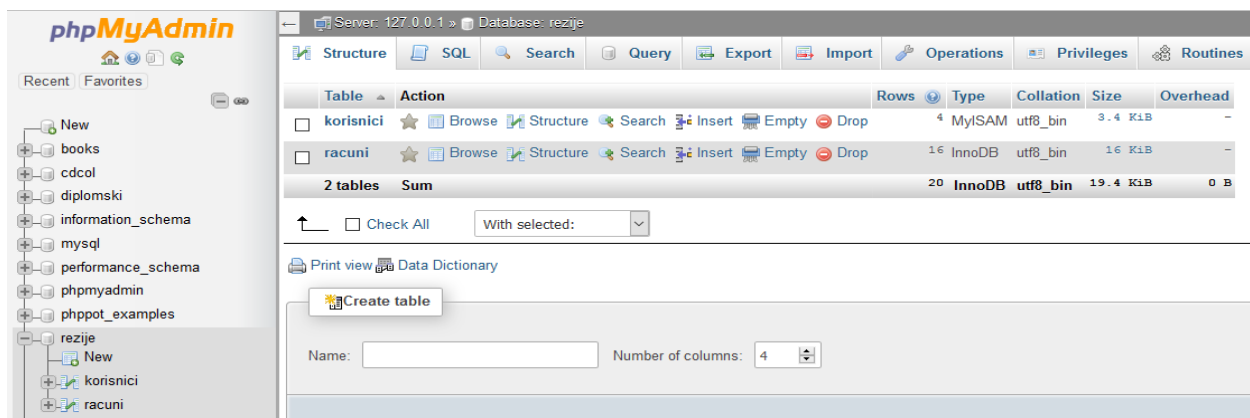 phpMyAdmin
Recent Favorites
New
books
cdcol
diplomski
information_schema
mysql
performance_schema
phpmyadmin
phppot_examples
rezije
New
korisnici
racuni
Server: 127.0.0.1 » Database: rezije
Structure SQL Search Query Export Import Operations Privileges Routines
Table Action Rows Type Collation Size Overhead
korisnici Browse Structure Search Insert Empty Drop 4 MyISAM utf8_bin 3.4 KiB -
racuni Browse Structure Search Insert Empty Drop 16 InnoDB utf8_bin 16 KiB -
2 tables Sum 20 InnoDB utf8_bin 19.4 KiB 0 B
Check All With selected:
Print view Data Dictionary
Create table
Name: Number of columns: 4